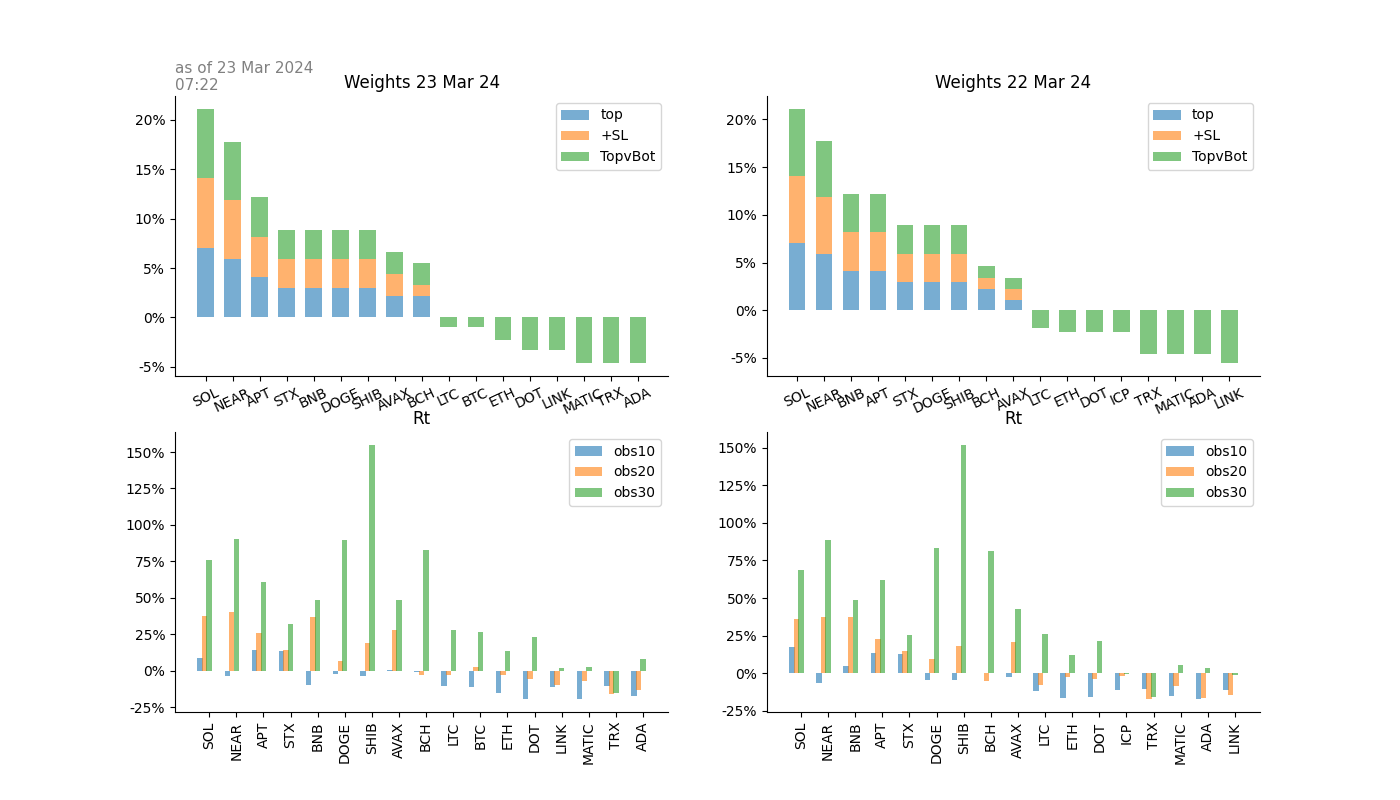 as of 23 Mar 2024
07:22
Weights 23 Mar 24
20%
15%
10%
5%
0%
-5%
top
+SL
TopvBot
SOL NEAR APT STX BNB DOGE SHIB AVAX BCH LTC BTC ETH DOT LINK MATIC TRX ADA
Weights 22 Mar 24
20%
15%
10%
5%
0%
-5%
top
+SL
TopvBot
SOL NEAR BNB APT STX DOGE SHIB BCH AVAX LTC ETH DOT ICP TRX MATIC ADA LINK
Rt
150%
125%
100%
75%
50%
25%
0%
-25%
obs10
obs20
obs30
SOL NEAR APT STX BNB DOGE SHIB AVAX BCH LTC BTC ETH DOT LINK MATIC TRX ADA
Rt
150%
125%
100%
75%
50%
25%
0%
-25%
obs10
obs20
obs30
SOL NEAR BNB APT STX DOGE SHIB BCH AVAX LTC ETH DOT ICP TRX MATIC ADA LINK